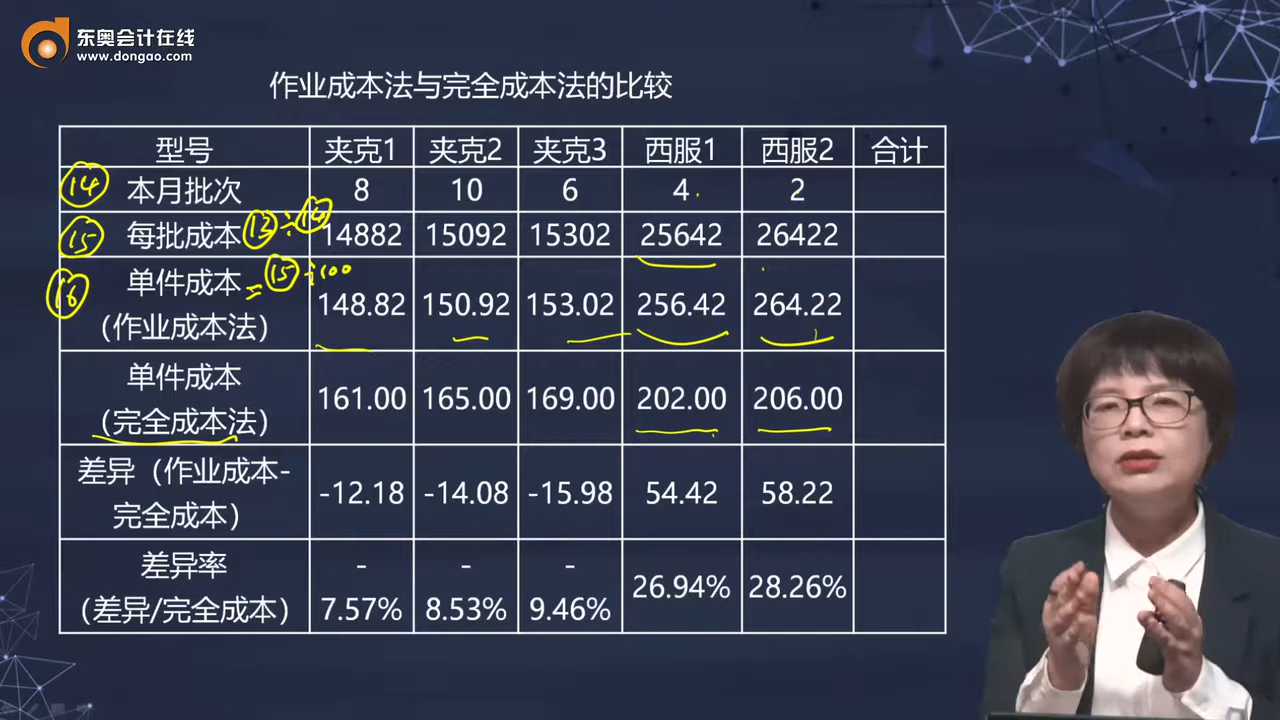 东奥会计在线
www.dongao.com
作业成本法与完全成本法的比较
型号 夹克1 夹克2 夹克3 西服1 西服2 合计
⑭ 本月批次 8 10 6 4 2
⑮ 每批成本 ⑬÷⑭ 14882 15092 15302 25642 26422
⑯ 单件成本 = ⑮ ÷100
(作业成本法) 148.82 150.92 153.02 256.42 264.22
单件成本
(完全成本法) 161.00 165.00 169.00 202.00 206.00
差异(作业成本-
完全成本) -12.18 -14.08 -15.98 54.42 58.22
差异率 - - -
(差异/完全成本) 7.57% 8.53% 9.46% 26.94% 28.26%